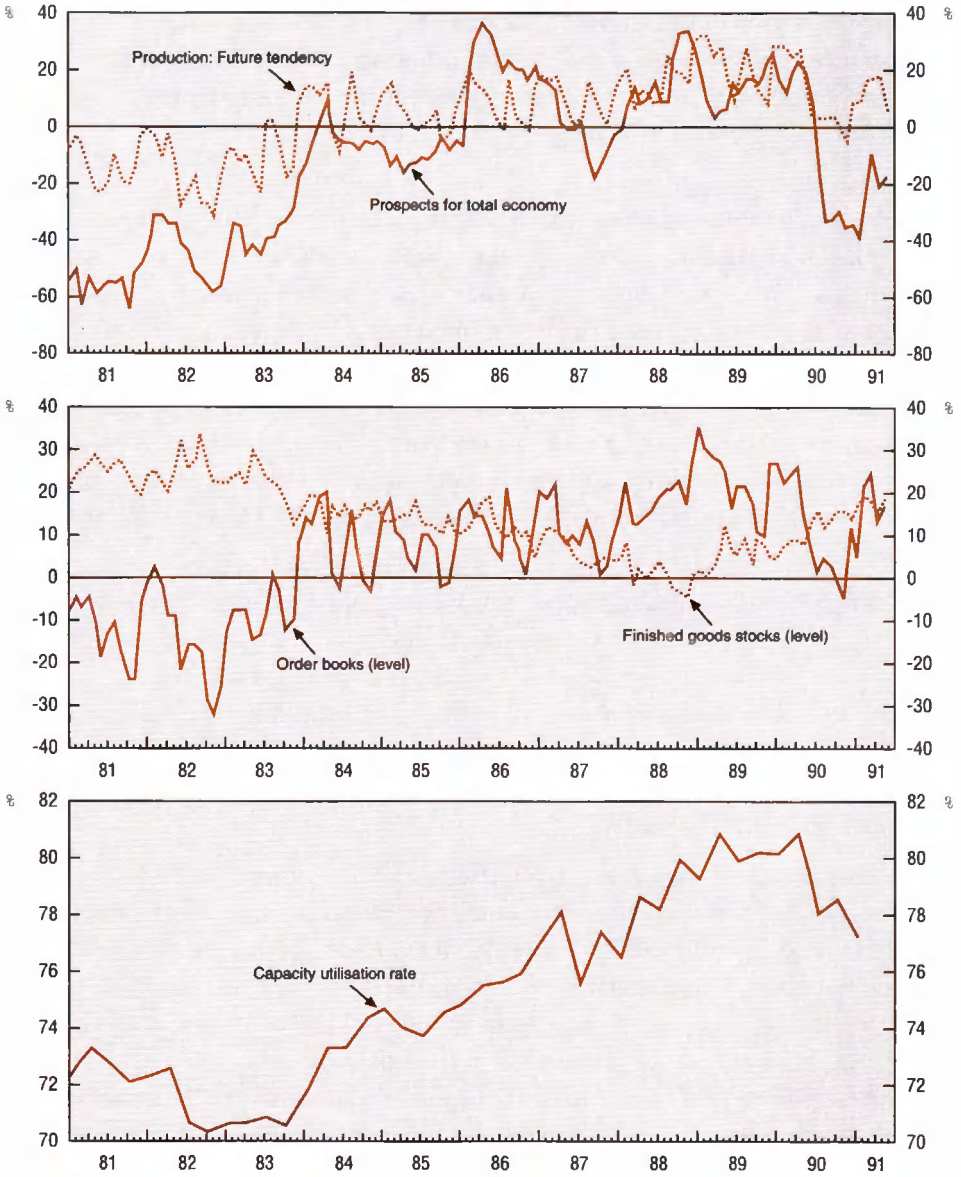 % 40 40 %
Production: Future tendency
20 20
0 0
-20 -20
Prospects for total economy
-40 -40
-60 -60
-80 -80
81 82 83 84 85 86 87 88 89 90 91
% 40 40 %
30 30
20 20
10 10
0 0
-10 -10
Finished goods stocks (level)
Order books (level)
-20 -20
-30 -30
-40 -40
81 82 83 84 85 86 87 88 89 90 91
% 82 82 %
80 80
78 78
76 76
Capacity utilisation rate
74 74
72 72
70 70
81 82 83 84 85 86 87 88 89 90 91